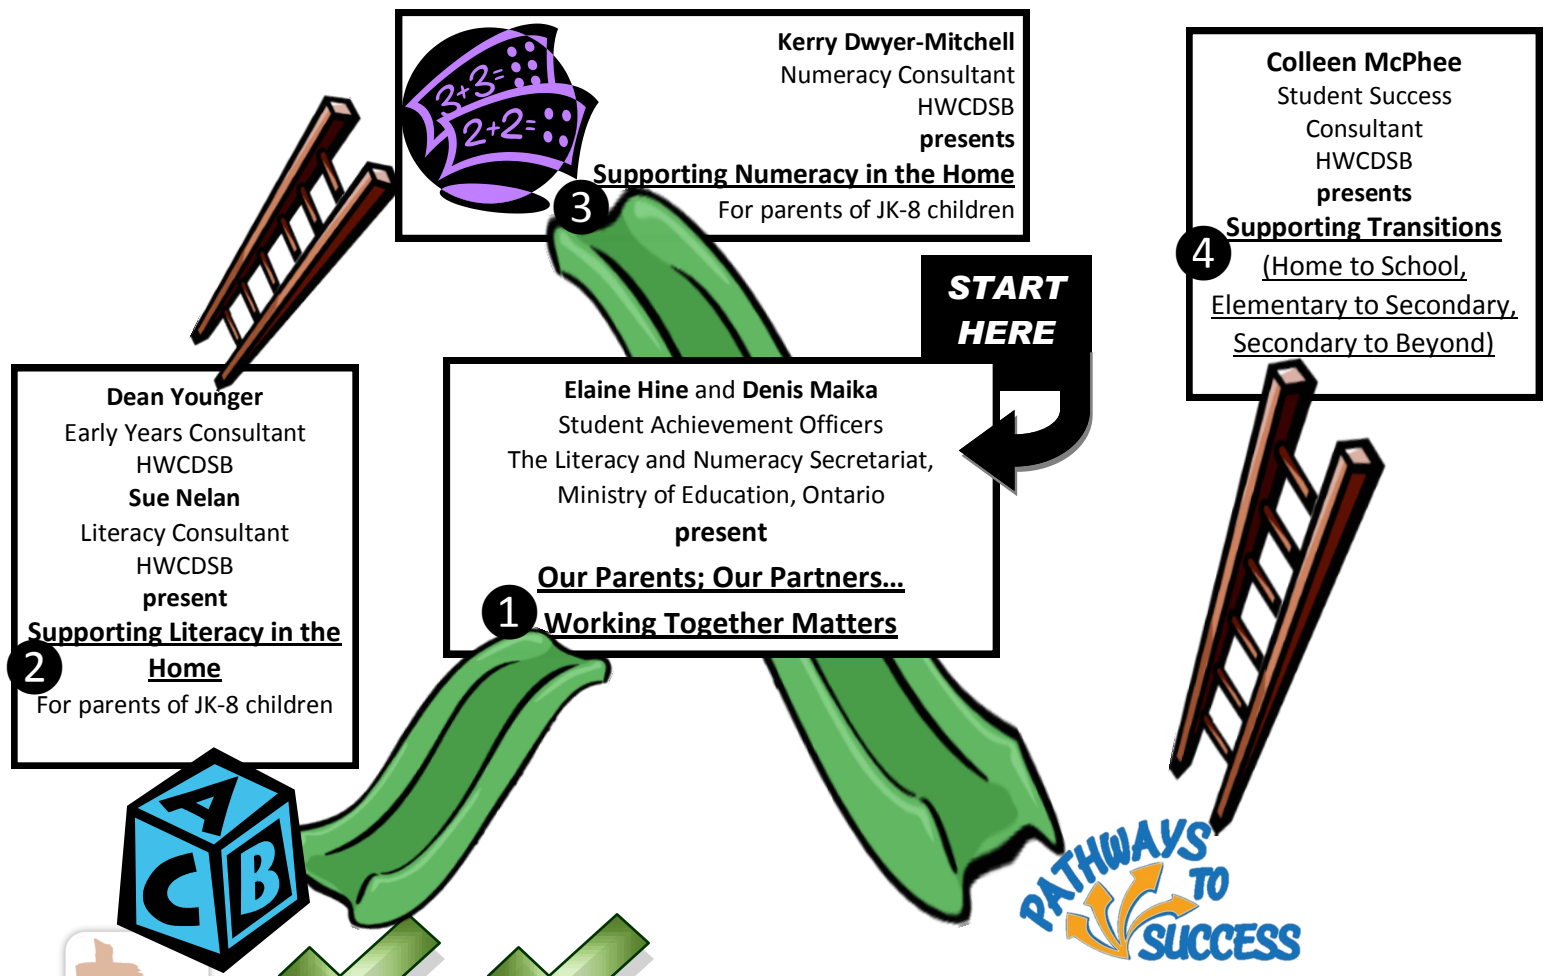 Kerry Dwyer-Mitchell
Numeracy Consultant
HWCDSB
presents
Supporting Numeracy in the Home
For parents of JK-8 children
3
3+3=
2+2=
Colleen McPhee
Student Success
Consultant
HWCDSB
presents
Supporting Transitions
(Home to School,
Elementary to Secondary,
Secondary to Beyond)
4
START
HERE
Elaine Hine and Denis Maika
Student Achievement Officers
The Literacy and Numeracy Secretariat,
Ministry of Education, Ontario
present
Our Parents; Our Partners…
Working Together Matters
1
Dean Younger
Early Years Consultant
HWCDSB
Sue Nelan
Literacy Consultant
HWCDSB
present
Supporting Literacy in the
Home
For parents of JK-8 children
2
A
C B
PATHWAYS
TO
SUCCESS